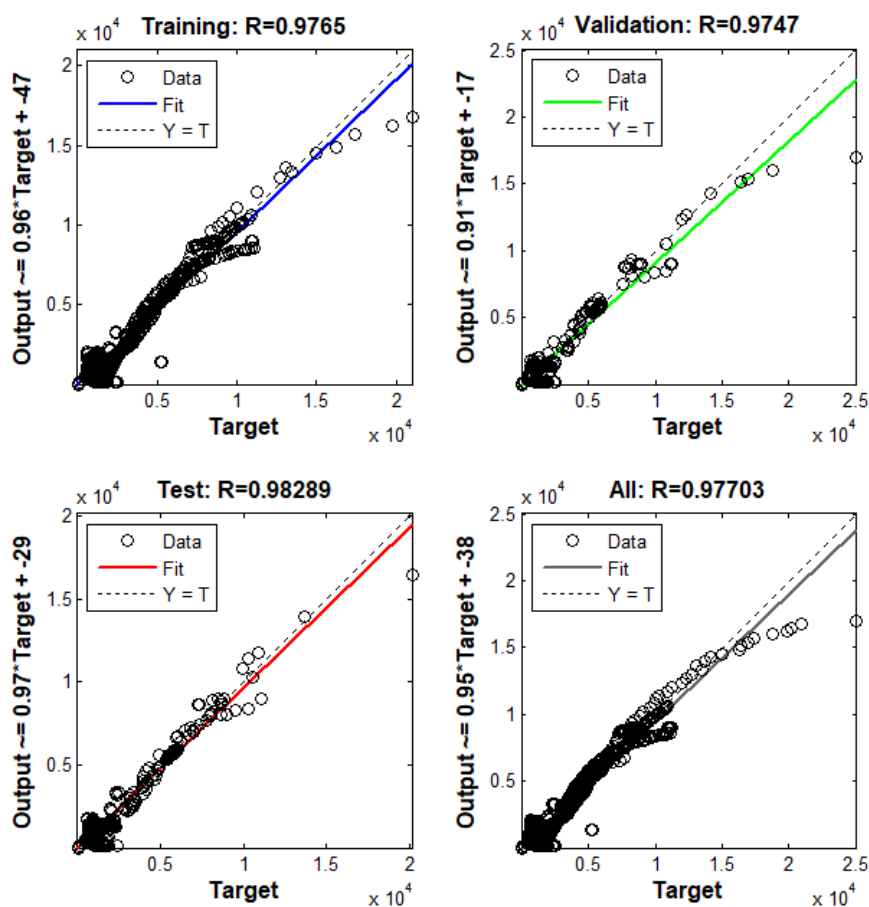 Training: R=0.9765
x 10^4
Output ~= 0.96*Target + -47
2
1.5
1
0.5
Data
Fit
Y = T
0.5
1
1.5
2
Target
x 10^4
Validation: R=0.9747
x 10^4
Output ~= 0.91*Target + -17
2.5
2
1.5
1
0.5
Data
Fit
Y = T
0.5
1
1.5
2
2.5
Target
x 10^4
Test: R=0.98289
x 10^4
Output ~= 0.97*Target + -29
2
1.5
1
0.5
Data
Fit
Y = T
0.5
1
1.5
2
Target
x 10^4
All: R=0.97703
x 10^4
Output ~= 0.95*Target + -38
2.5
2
1.5
1
0.5
Data
Fit
Y = T
0.5
1
1.5
2
2.5
Target
x 10^4